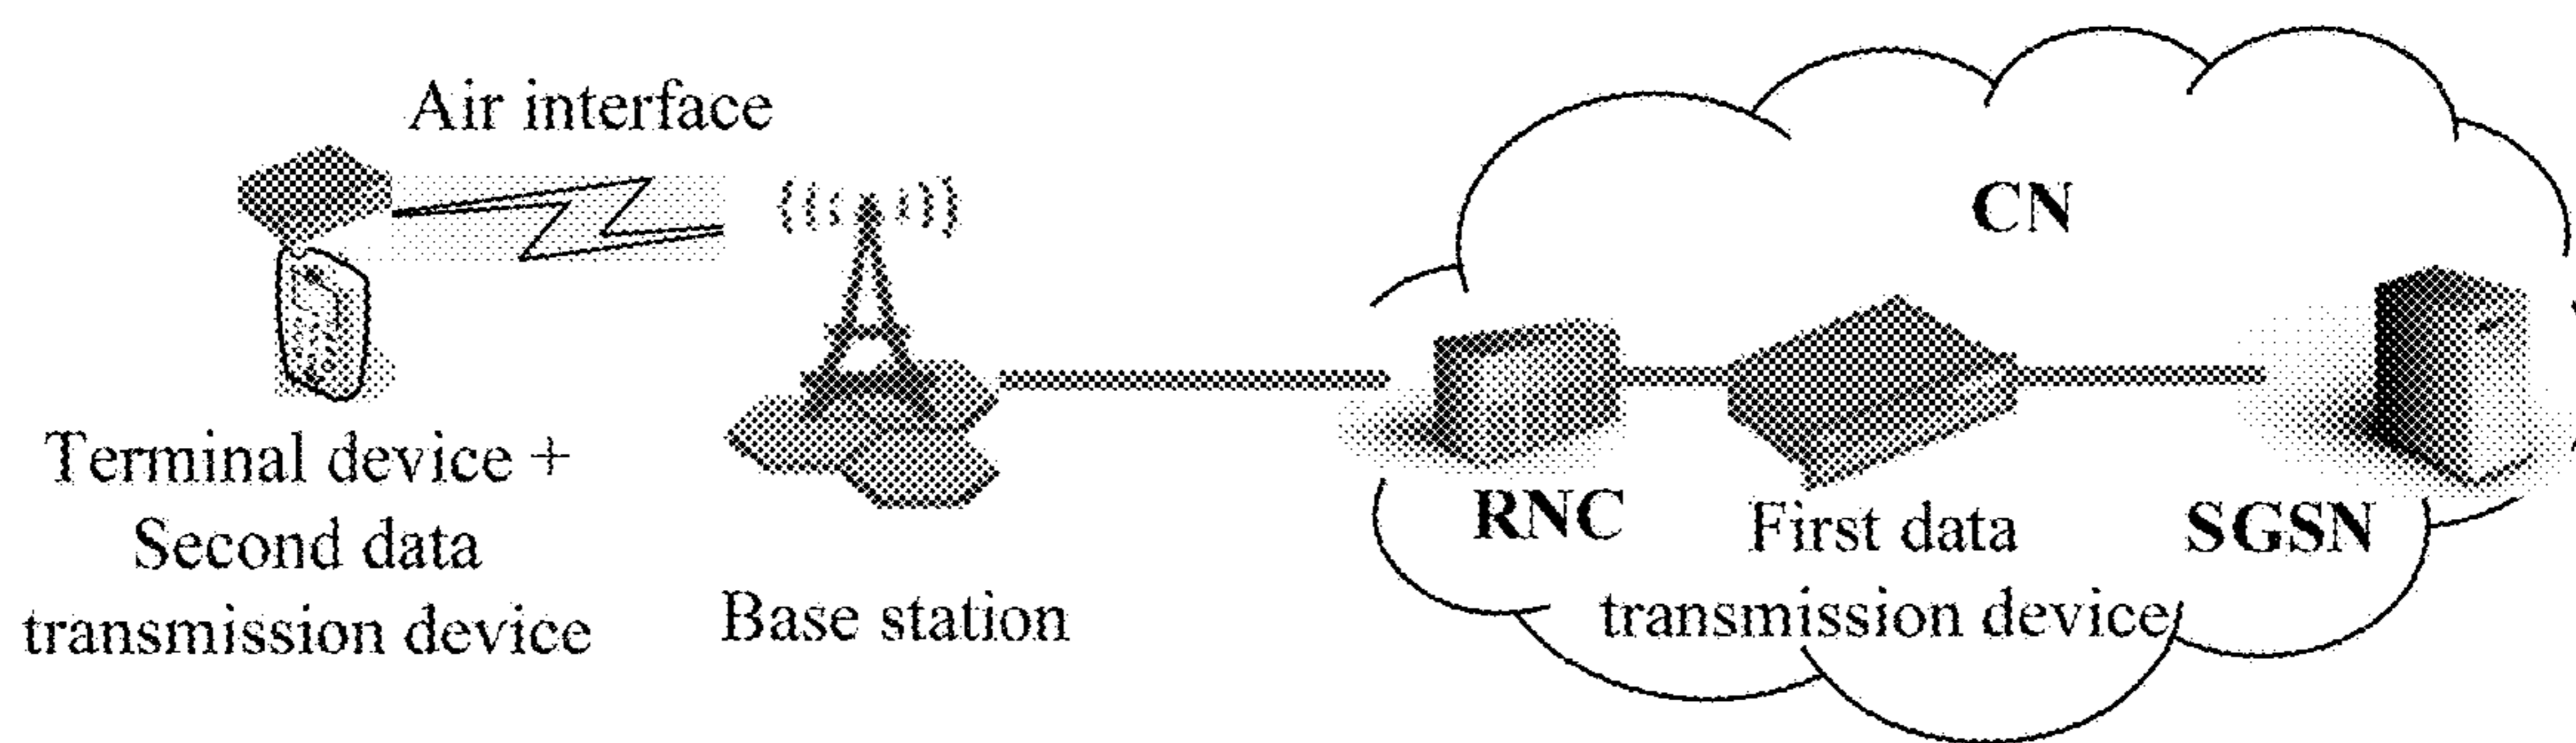 Air interface
CN
Terminal device +
Second data
transmission device
Base station
RNC
First data
transmission device
SGSN